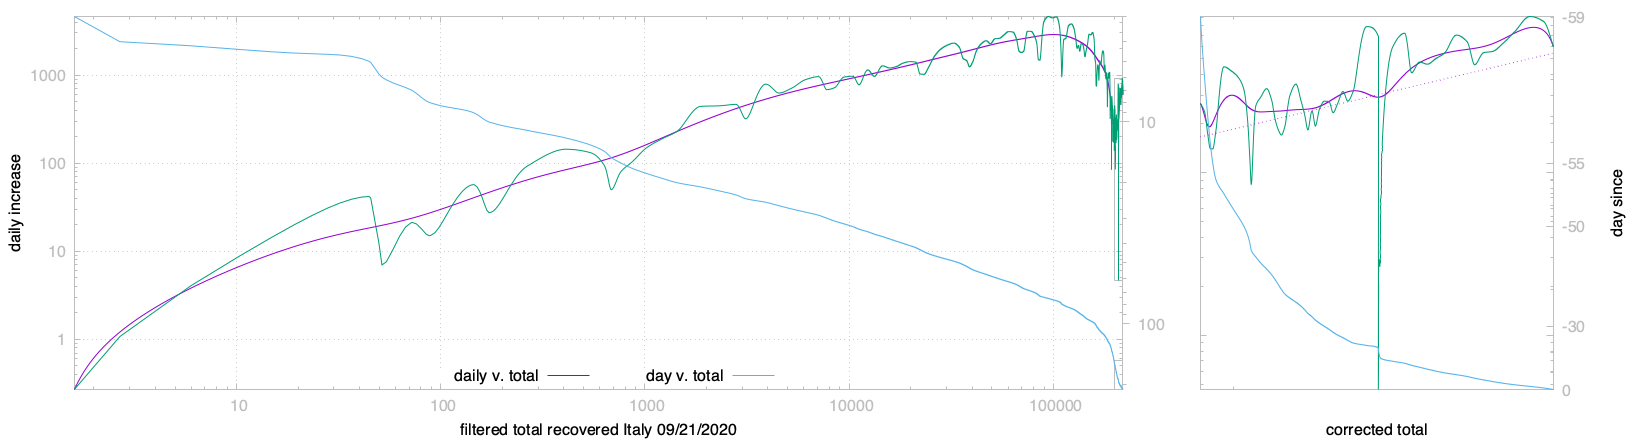 daily increase
1000
100
10
1
10
100
1000
10000
100000
daily v. total
day v. total
filtered total recovered Italy 09/21/2020
10
100
-59
-55
-50
-30
0
day since
corrected total